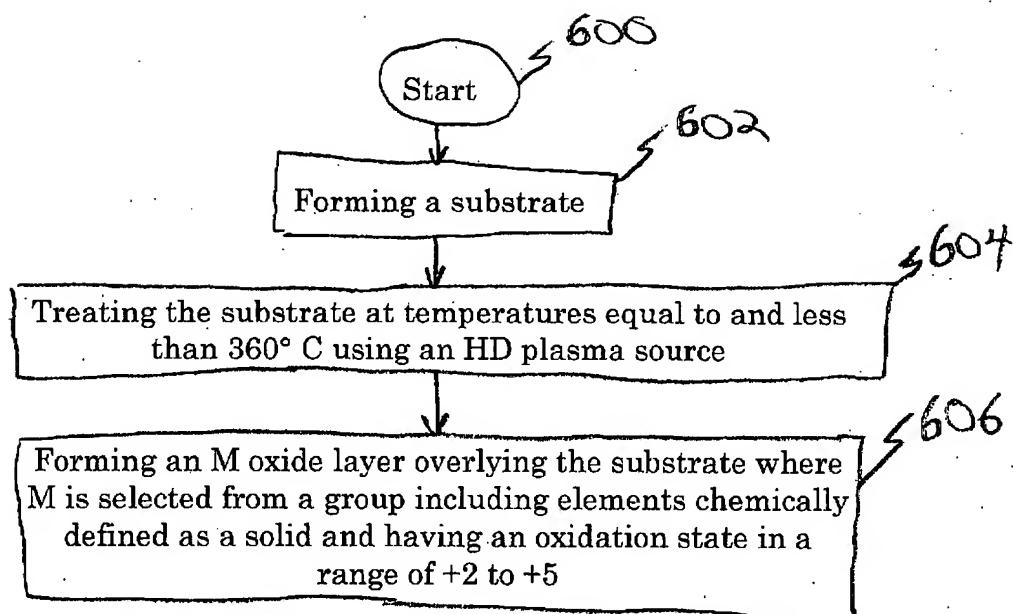 600
Start
602
Forming a substrate
604
Treating the substrate at temperatures equal to and less
than 360° C using an HD plasma source
606
Forming an M oxide layer overlying the substrate where
M is selected from a group including elements chemically
defined as a solid and having an oxidation state in a
range of +2 to +5